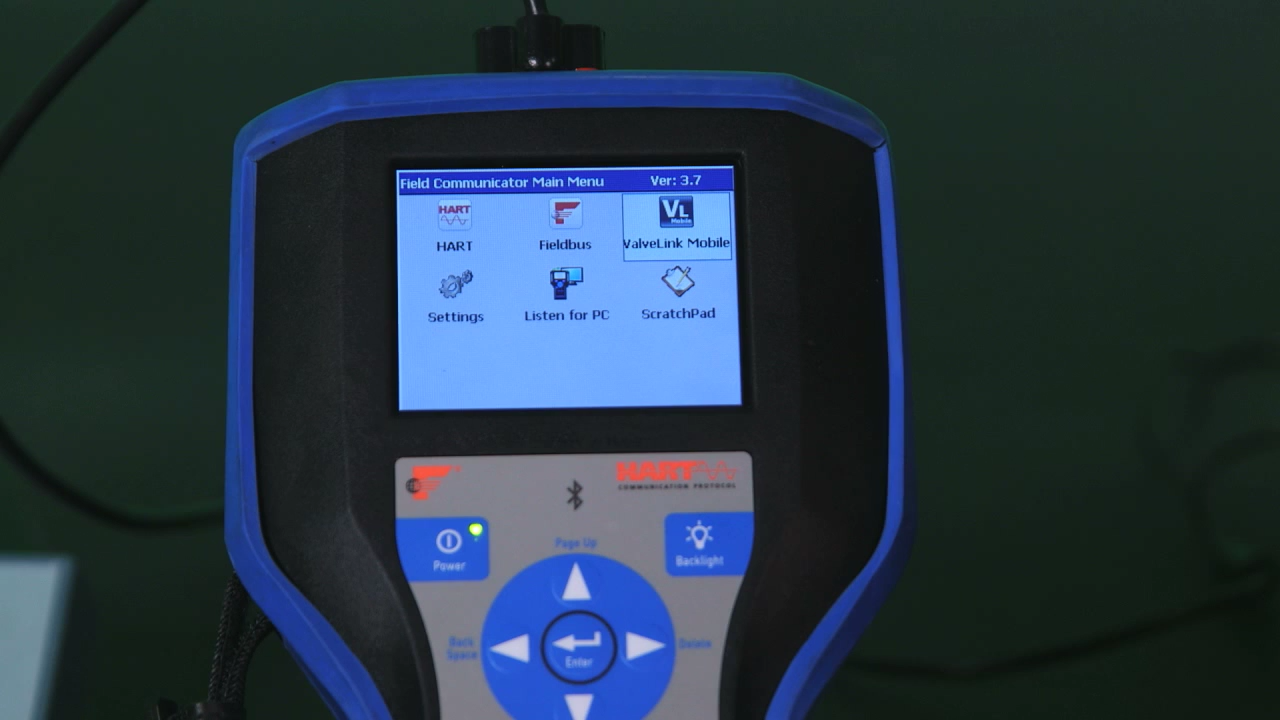 Field Communicator Main Menu Ver: 3.7
HART
VL
Mobile
HART
Fieldbus
ValveLink Mobile
Settings
Listen for PC
ScratchPad
HART
COMMUNICATION PROTOCOL
Power
Page Up
Backlight
Back
Space
Enter
Delete